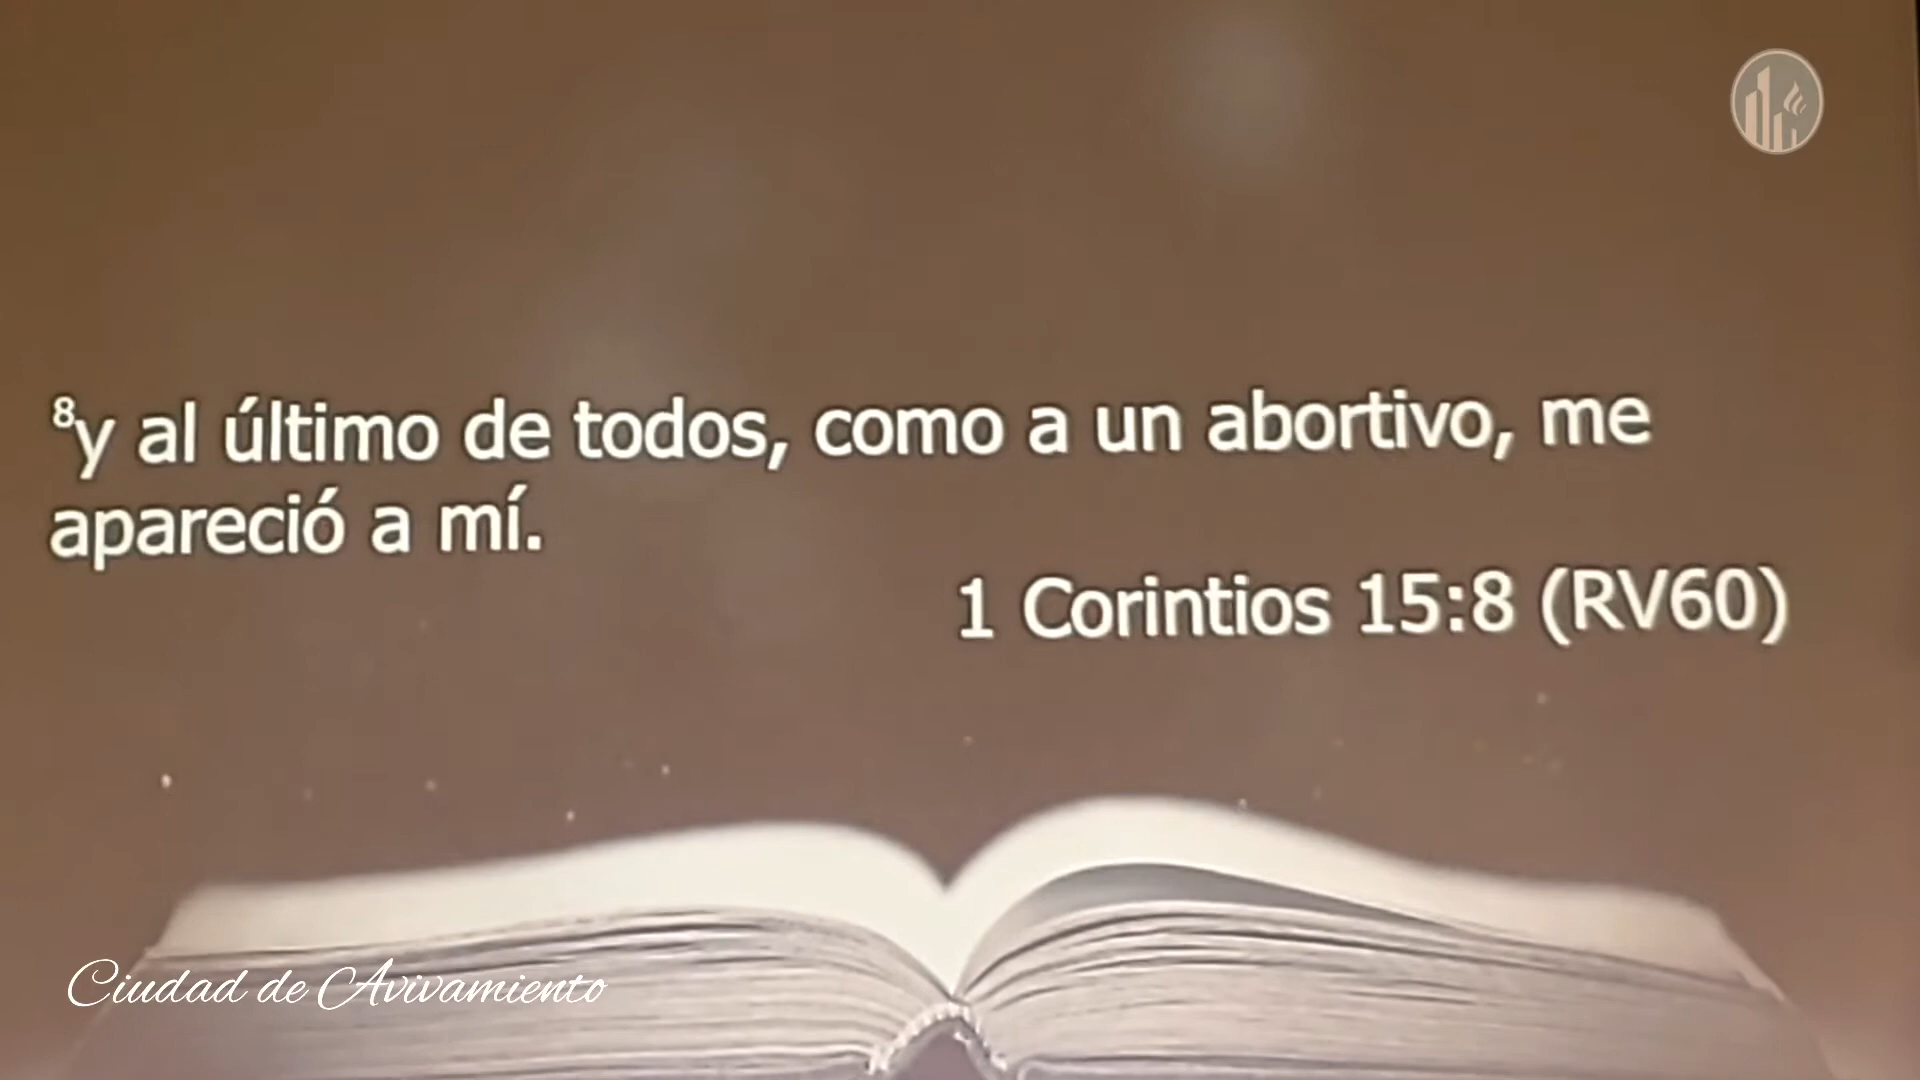 ⁸y al último de todos, como a un abortivo, me
apareció a mí.
1 Corintios 15:8 (RV60)
Ciudad de Avivamiento